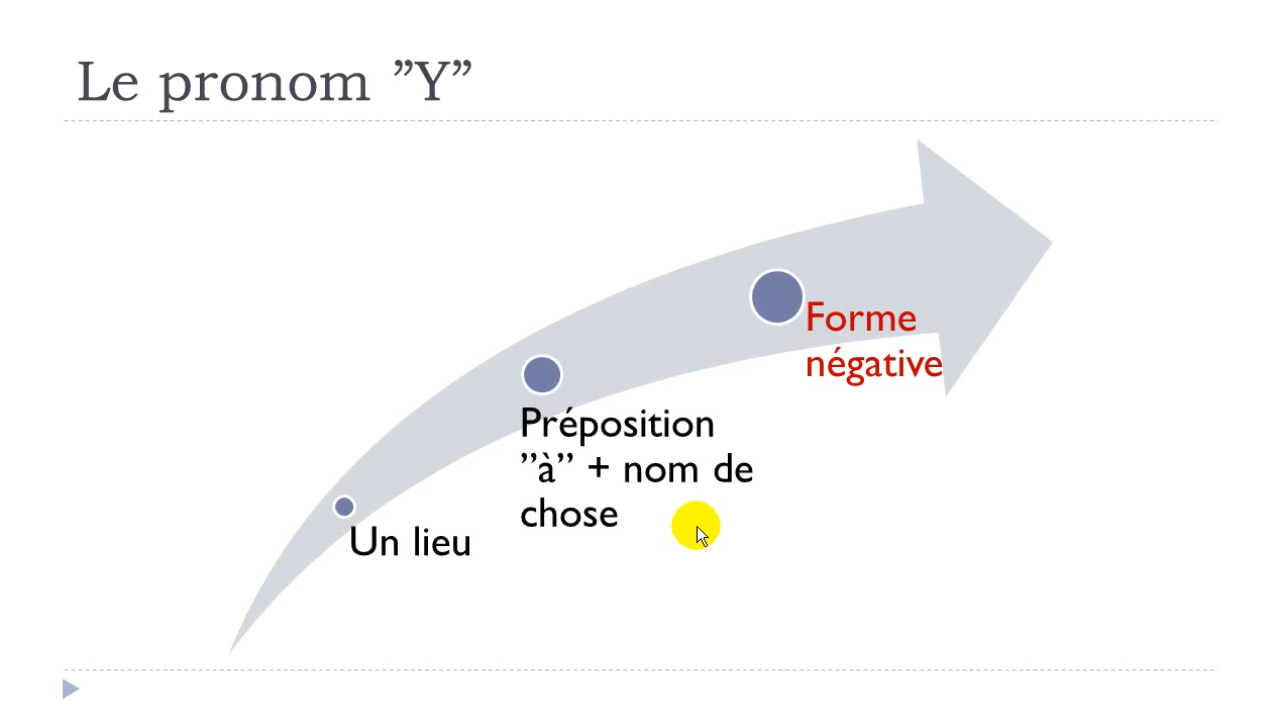 Le pronom ”Y”
Forme
négative
Préposition
”à” + nom de
chose
Un lieu